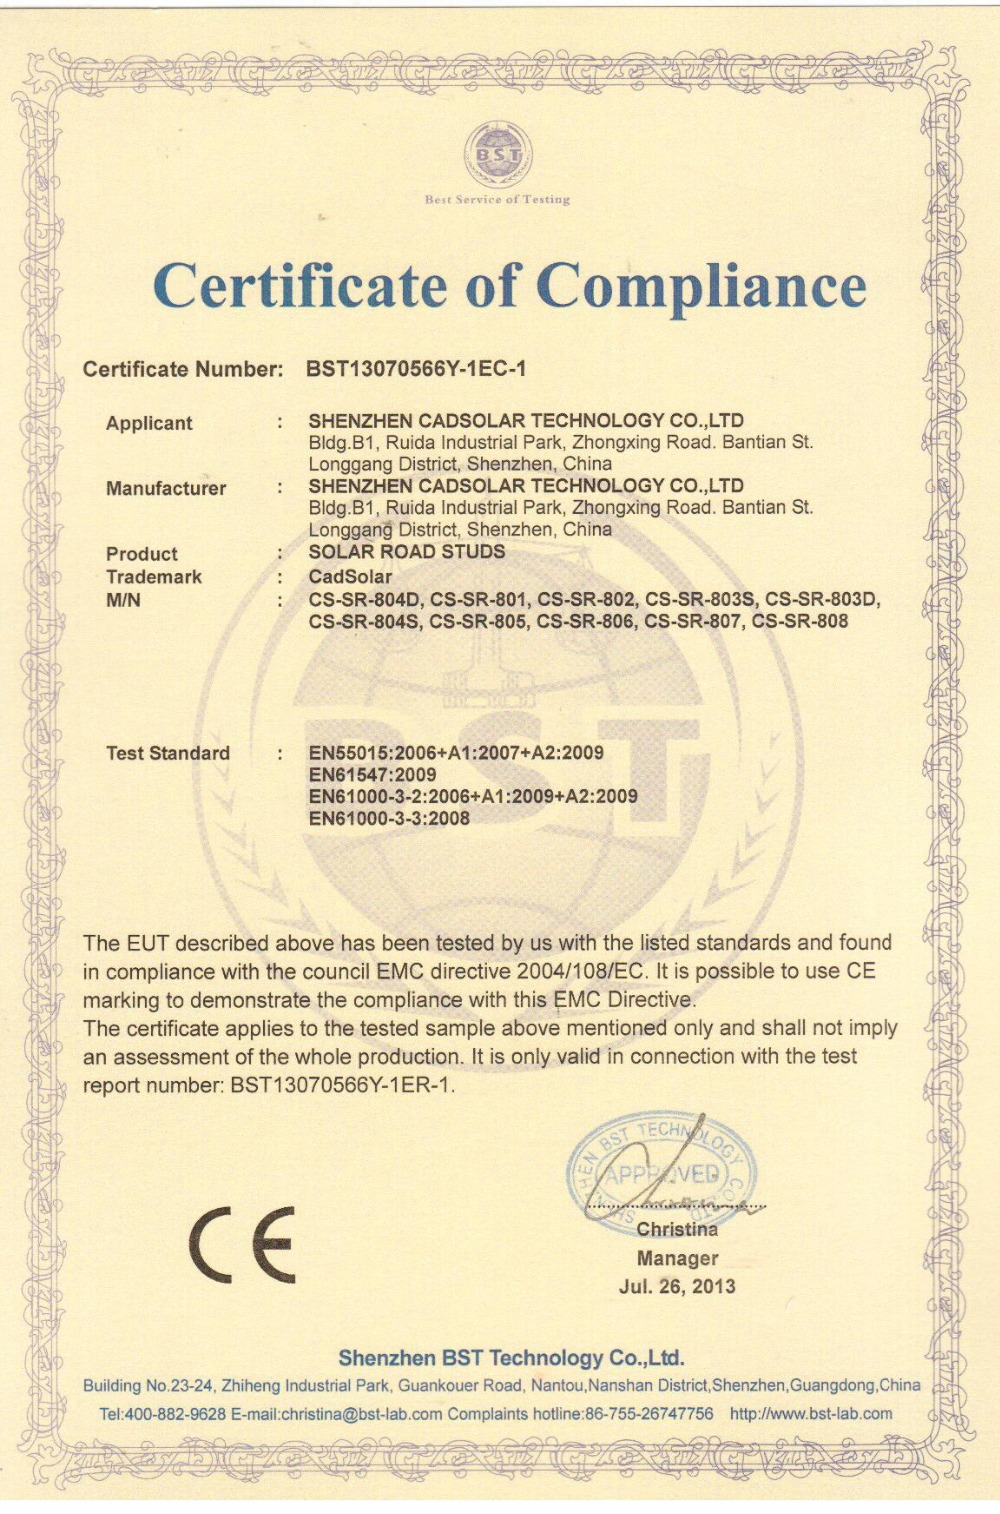 BST
Best Service of Testing
Certificate of Compliance
Certificate Number: BST13070566Y-1EC-1
Applicant : SHENZHEN CADSOLAR TECHNOLOGY CO.,LTD
Bldg.B1, Ruida Industrial Park, Zhongxing Road. Bantian St.
Longgang District, Shenzhen, China
Manufacturer : SHENZHEN CADSOLAR TECHNOLOGY CO.,LTD
Bldg.B1, Ruida Industrial Park, Zhongxing Road. Bantian St.
Longgang District, Shenzhen, China
Product : SOLAR ROAD STUDS
Trademark : CadSolar
M/N : CS-SR-804D, CS-SR-801, CS-SR-802, CS-SR-803S, CS-SR-803D,
CS-SR-804S, CS-SR-805, CS-SR-806, CS-SR-807, CS-SR-808
BST
Test Standard : EN55015:2006+A1:2007+A2:2009
EN61547:2009
EN61000-3-2:2006+A1:2009+A2:2009
EN61000-3-3:2008
The EUT described above has been tested by us with the listed standards and found
in compliance with the council EMC directive 2004/108/EC. It is possible to use CE
marking to demonstrate the compliance with this EMC Directive.
The certificate applies to the tested sample above mentioned only and shall not imply
an assessment of the whole production. It is only valid in connection with the test
report number: BST13070566Y-1ER-1.
SHENZHEN BST TECHNOLOGY CO., LTD
APPROVED
Christina
Manager
Jul. 26, 2013
CE
Shenzhen BST Technology Co.,Ltd.
Building No.23-24, Zhiheng Industrial Park, Guankouer Road, Nantou,Nanshan District,Shenzhen,Guangdong,China
Tel:400-882-9628 E-mail:christina@bst-lab.com Complaints hotline:86-755-26747756 http://www.bst-lab.com